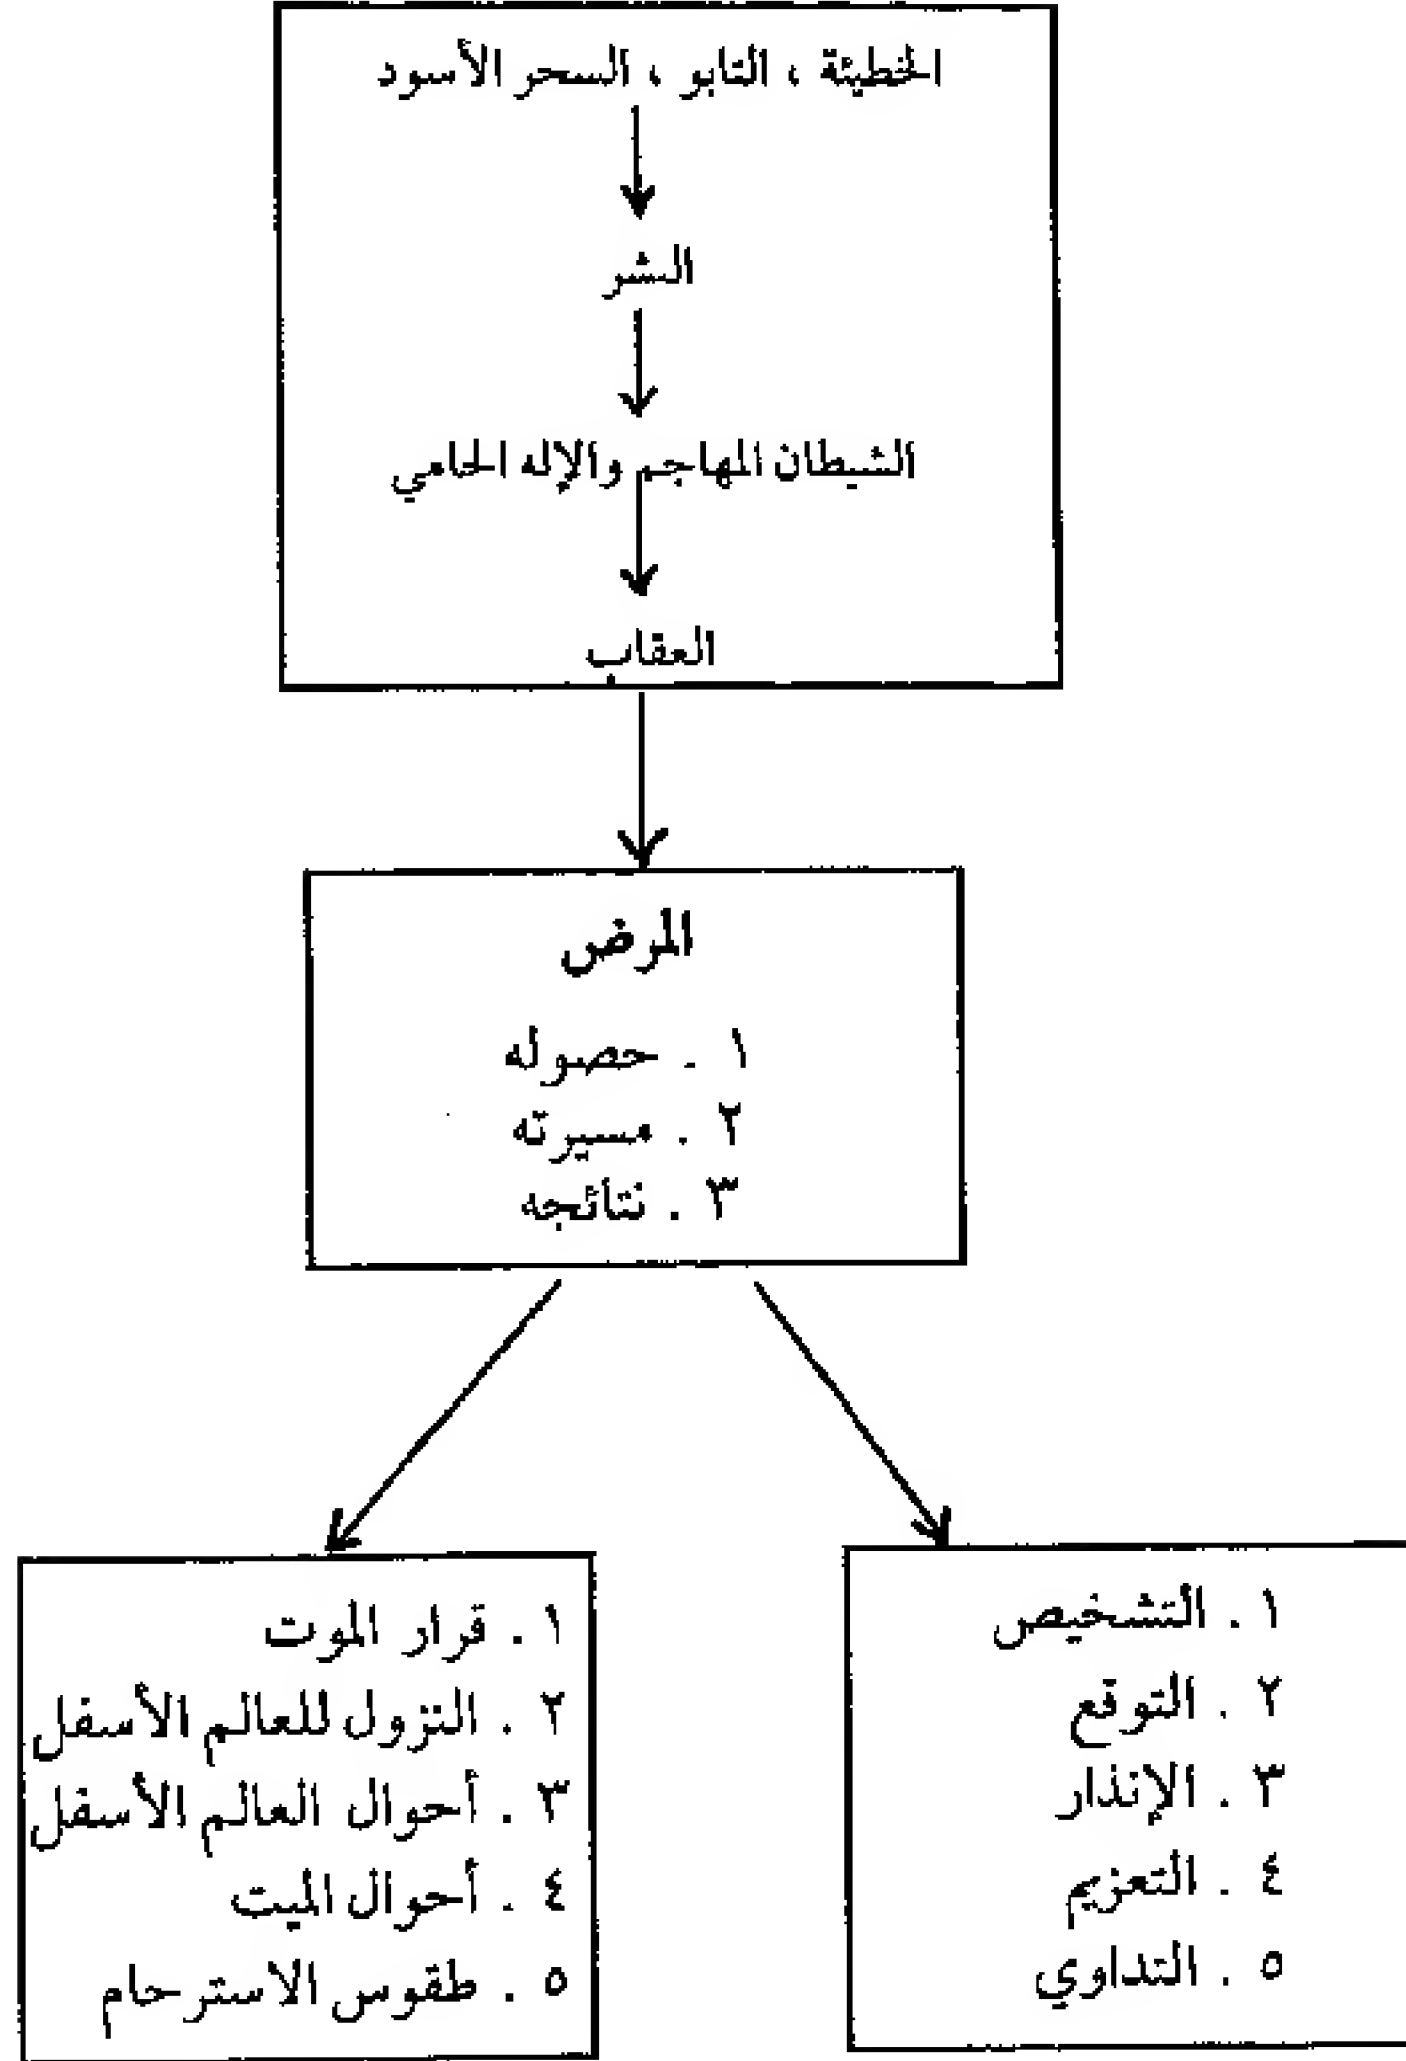 الخطيئة ، التابو ، السحر الأسود
الشر
الشيطان المهاجم والإله الحامي
العقاب
المرض
١ . حصوله
٢ . مسيرته
٣ . نتائجه
١ . التشخيص
٢ . التوقع
٣ . الإنذار
٤ . التعزيم
٥ . التداوي
١ . قرار الموت
٢ . النزول للعالم الأسفل
٣ . أحوال العالم الأسفل
٤ . أحوال الميت
٥ . طقوس الاسترحام